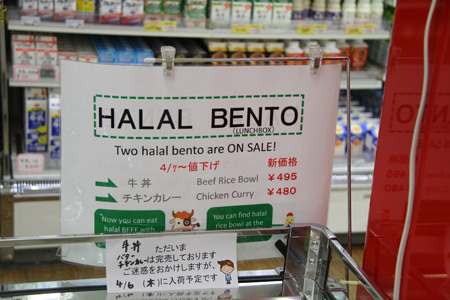 HALAL BENTO
(LUNCHBOX)
Two halal bento are ON SALE!
4/7〜値下げ 新価格
牛丼 Beef Rice Bowl ¥495
チキンカレー Chicken Curry ¥480
Now you can eat
halal BEEF with
You can find halal
rice bowl at the
牛丼
バターチキンカレー
ただいま
は完売しております
ご迷惑をおかけしますが、
4/6 (木)に入荷予定です